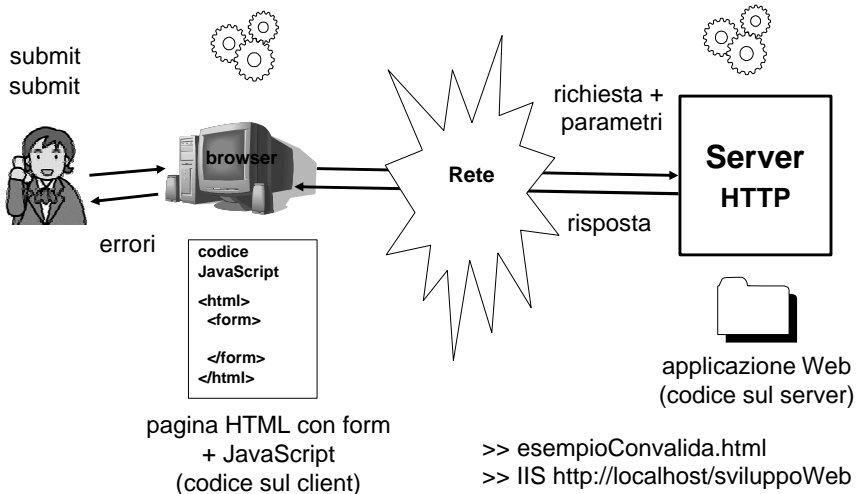 submit
submit
browser
errori
codice
JavaScript
<html>
<form>
</form>
</html>
pagina HTML con form
+ JavaScript
(codice sul client)
Rete
richiesta +
parametri
risposta
Server
HTTP
applicazione Web
(codice sul server)
>> esempioConvalida.html
>> IIS http://localhost/sviluppoWeb